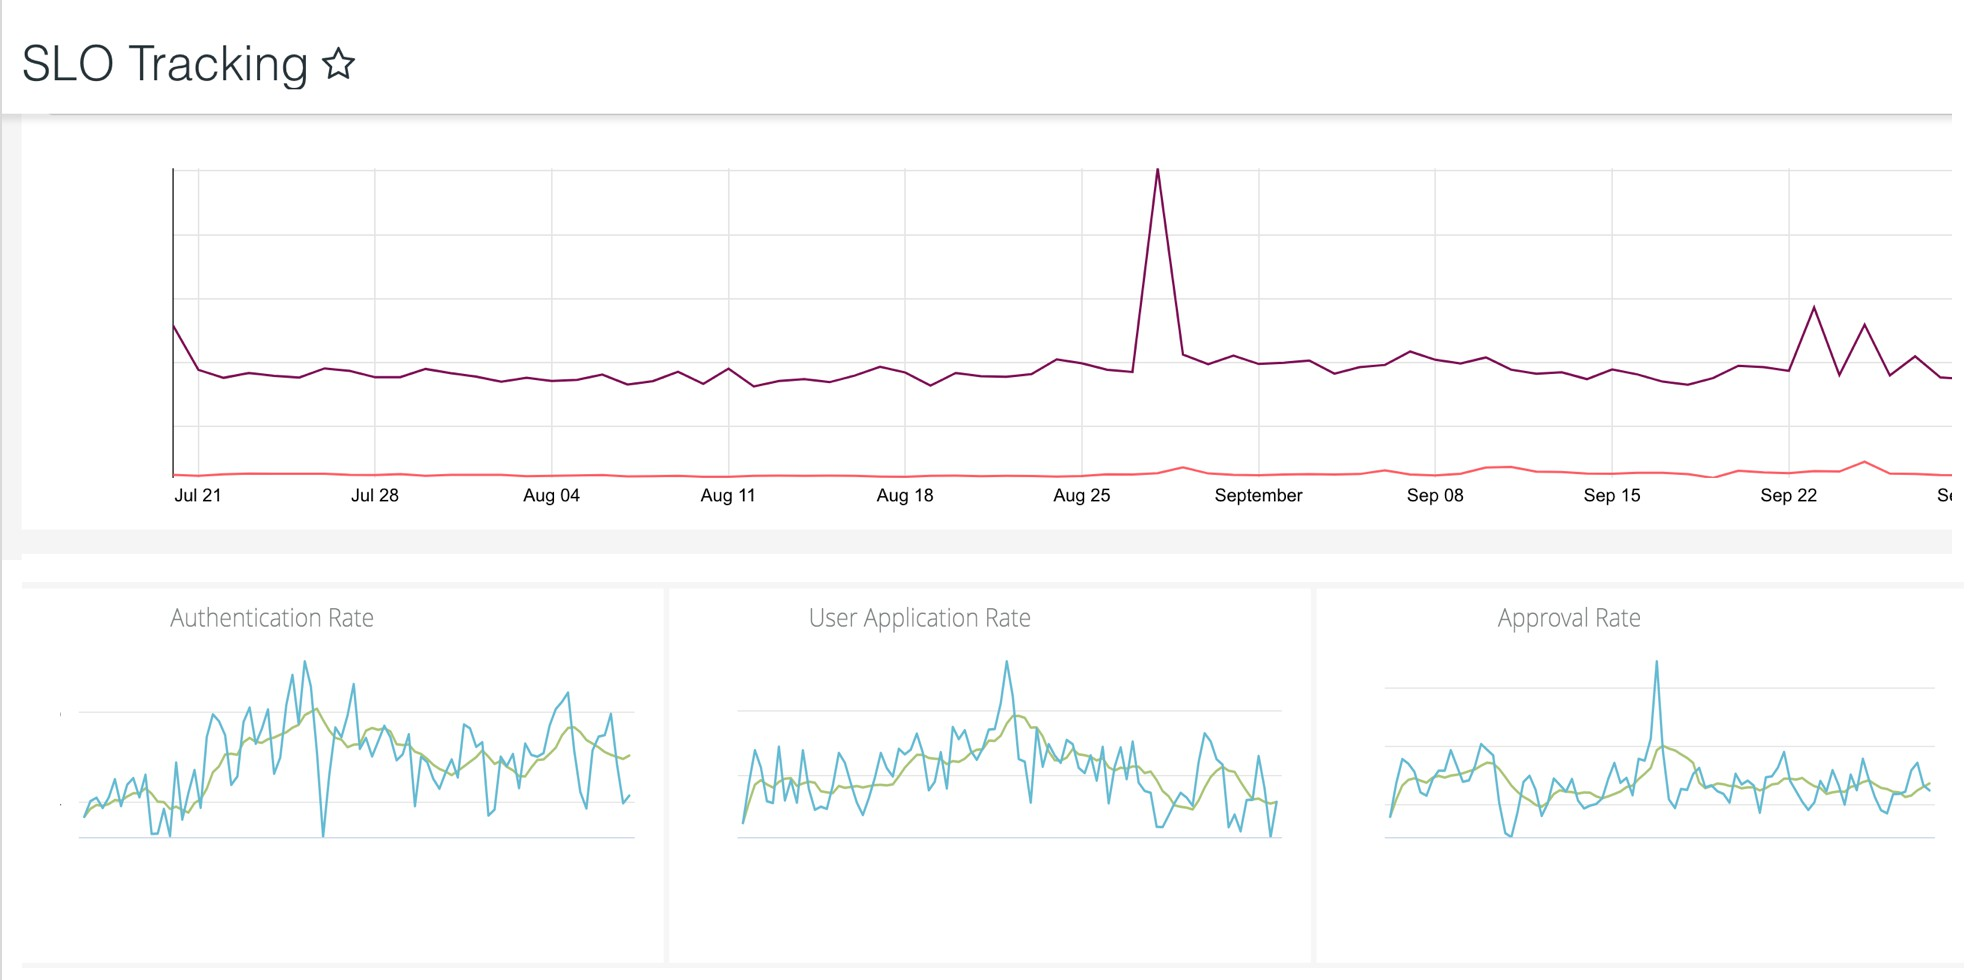 SLO Tracking
Jul 21 Jul 28 Aug 04 Aug 11 Aug 18 Aug 25 September Sep 08 Sep 15 Sep 22
Authentication Rate User Application Rate Approval Rate